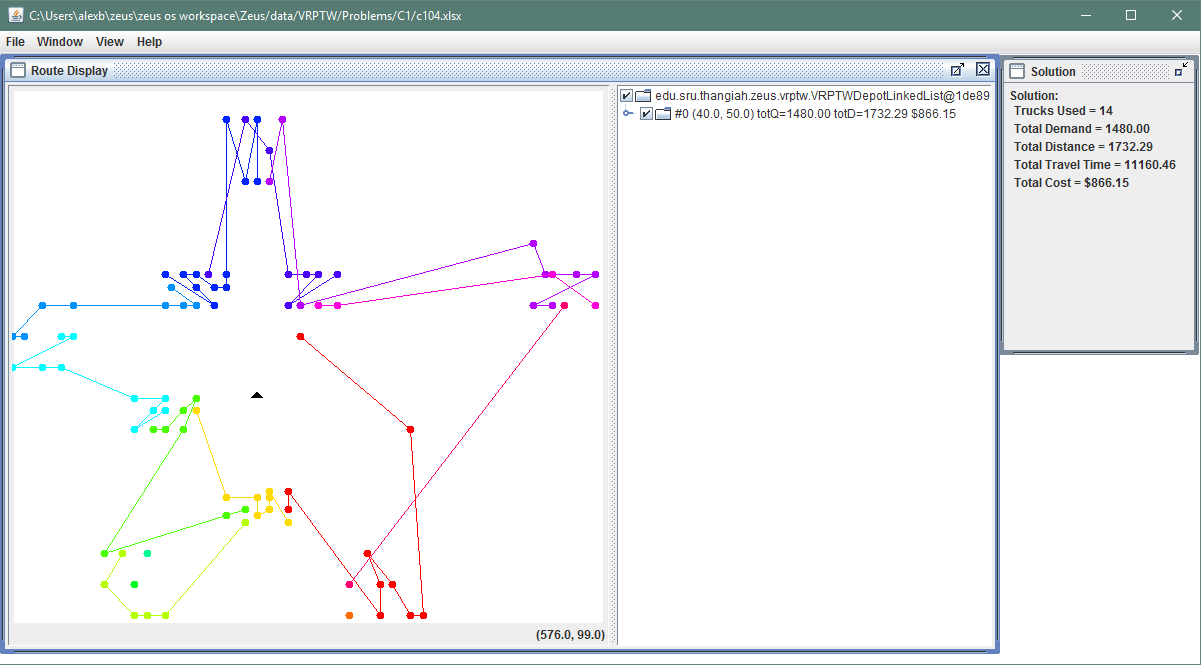 C:\Users\alexb\zeus\zeus os workspace\Zeus/data/VRPTW/Problems/C1/c104.xlsx
File Window View Help
Route Display
edu.sru.thangiah.zeus.vrptw.VRPTWDepotLinkedList@1de89
#0 (40.0, 50.0) totQ=1480.00 totD=1732.29 $866.15
(576.0, 99.0)
Solution
Solution:
Trucks Used = 14
Total Demand = 1480.00
Total Distance = 1732.29
Total Travel Time = 11160.46
Total Cost = $866.15